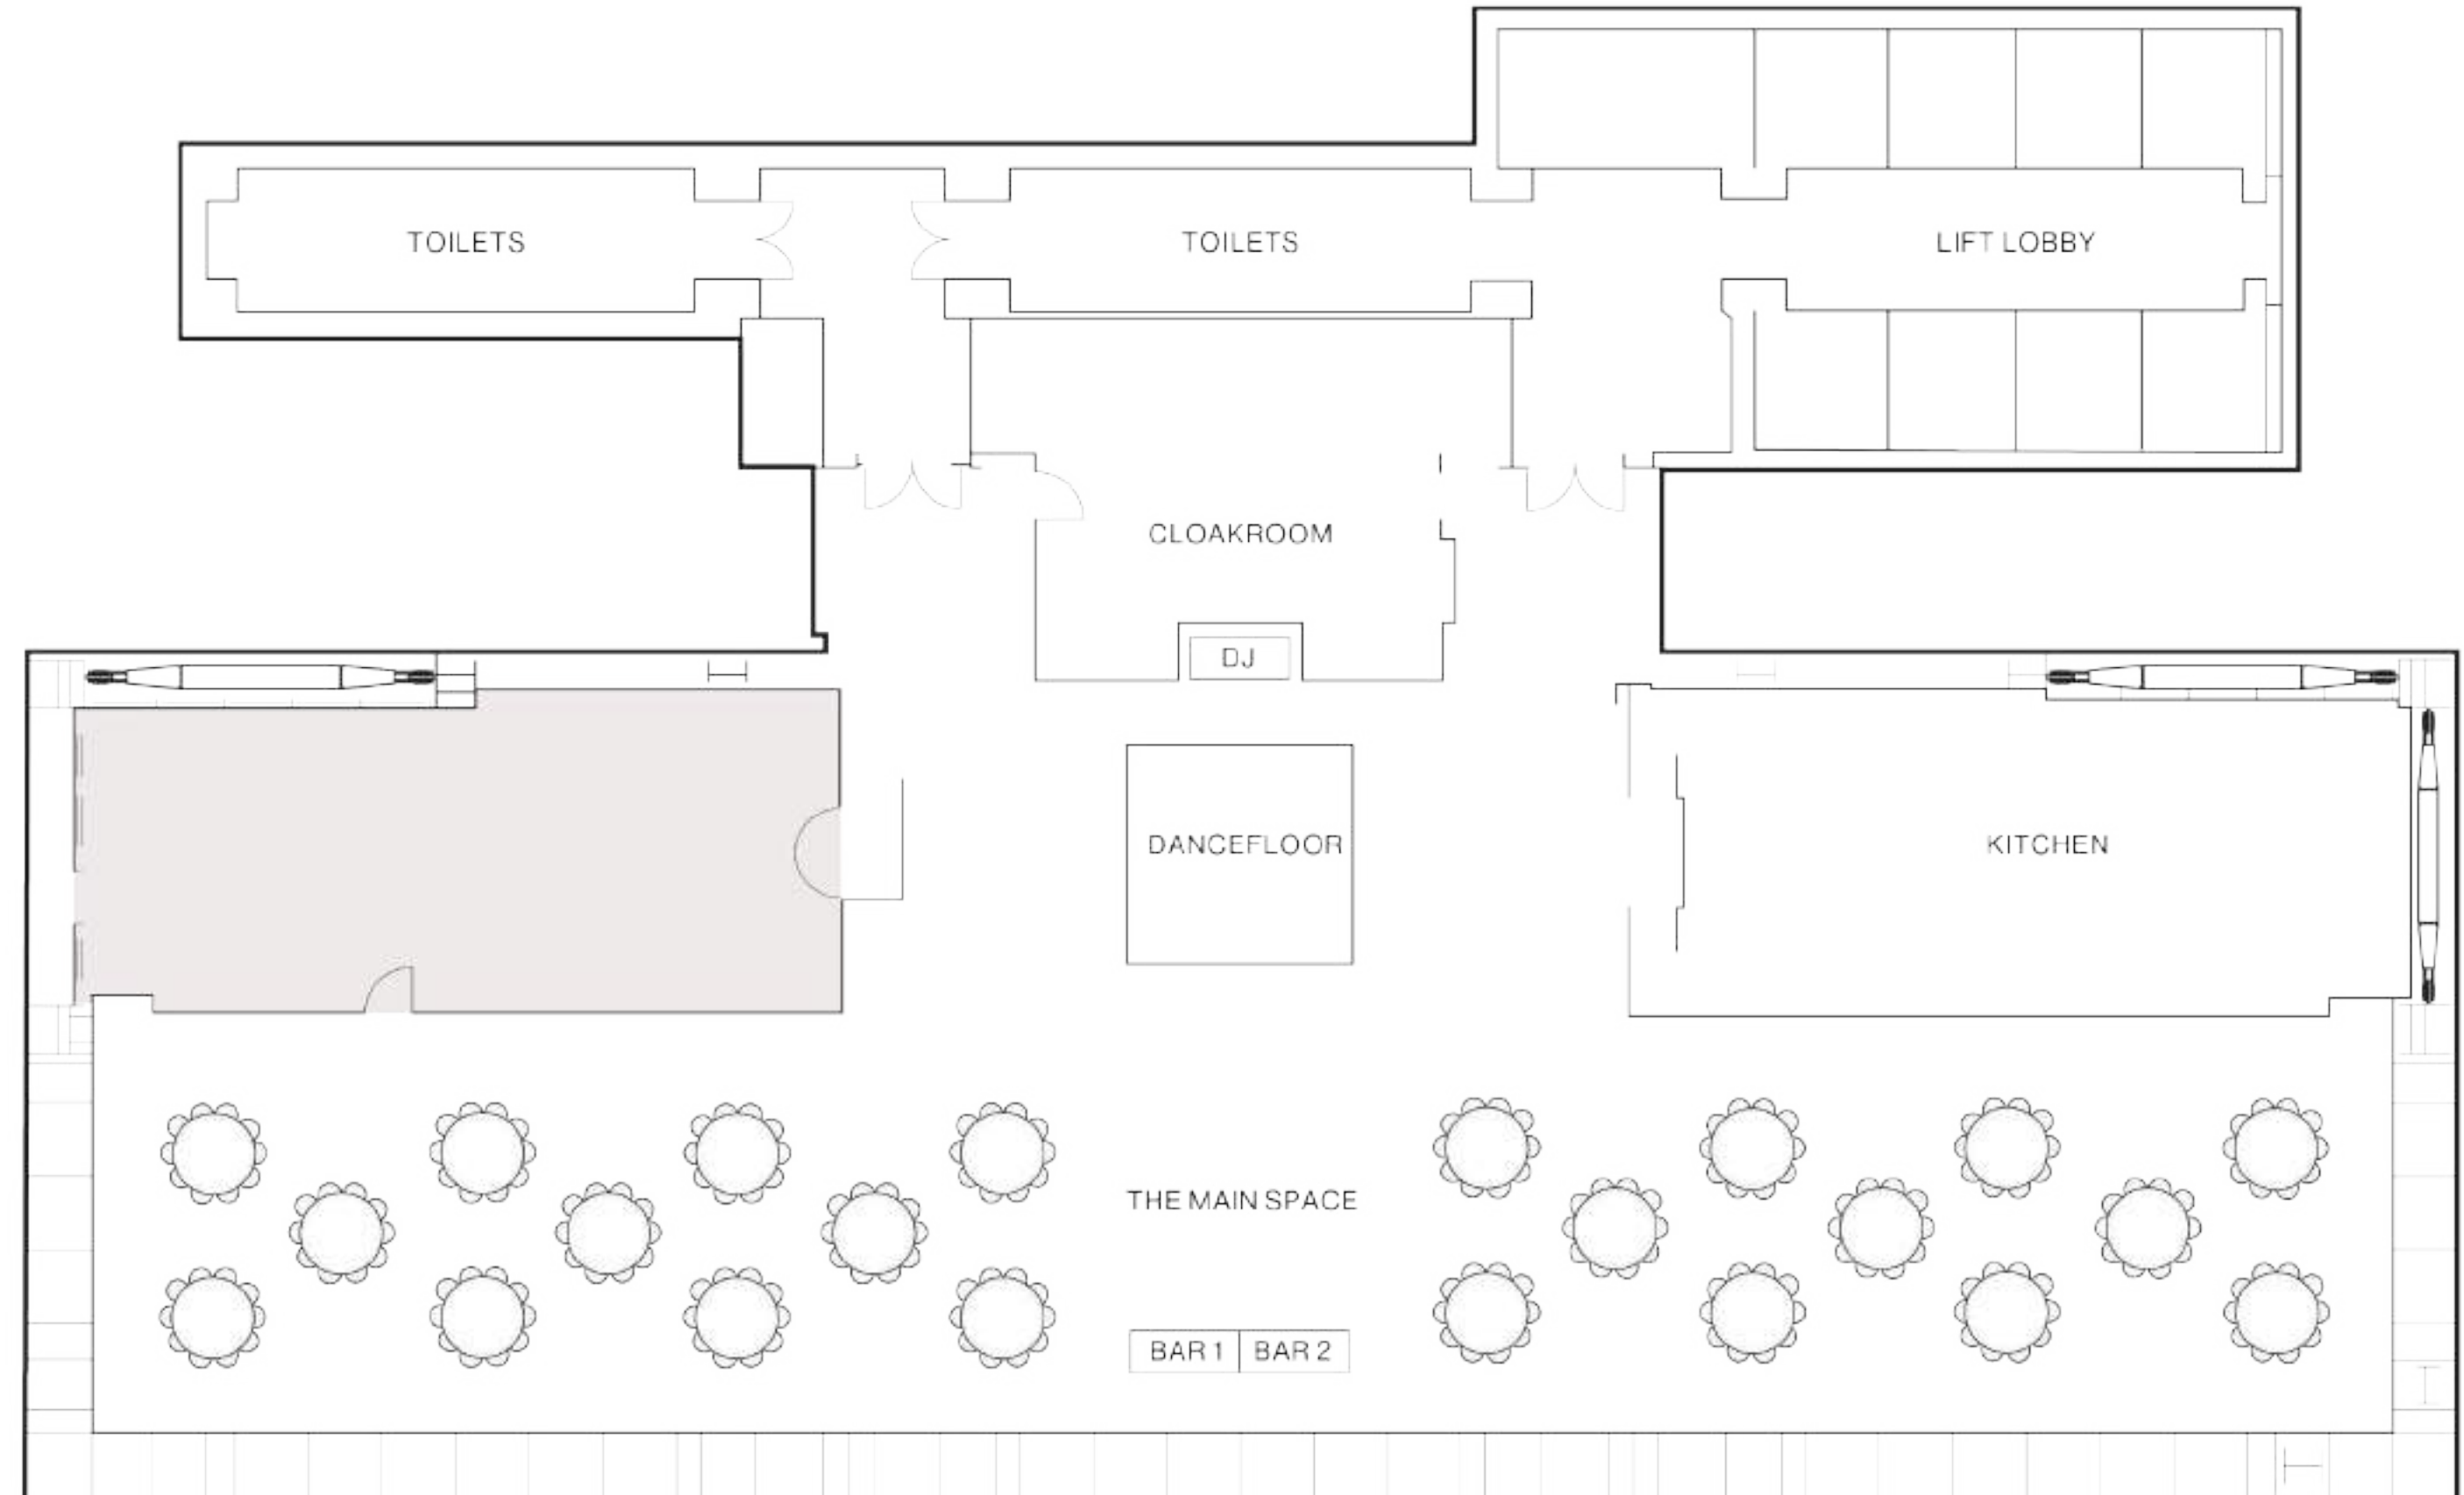 TOILETS
TOILETS
LIFT LOBBY
CLOAKROOM
DJ
DANCEFLOOR
KITCHEN
THE MAIN SPACE
BAR 1
BAR 2